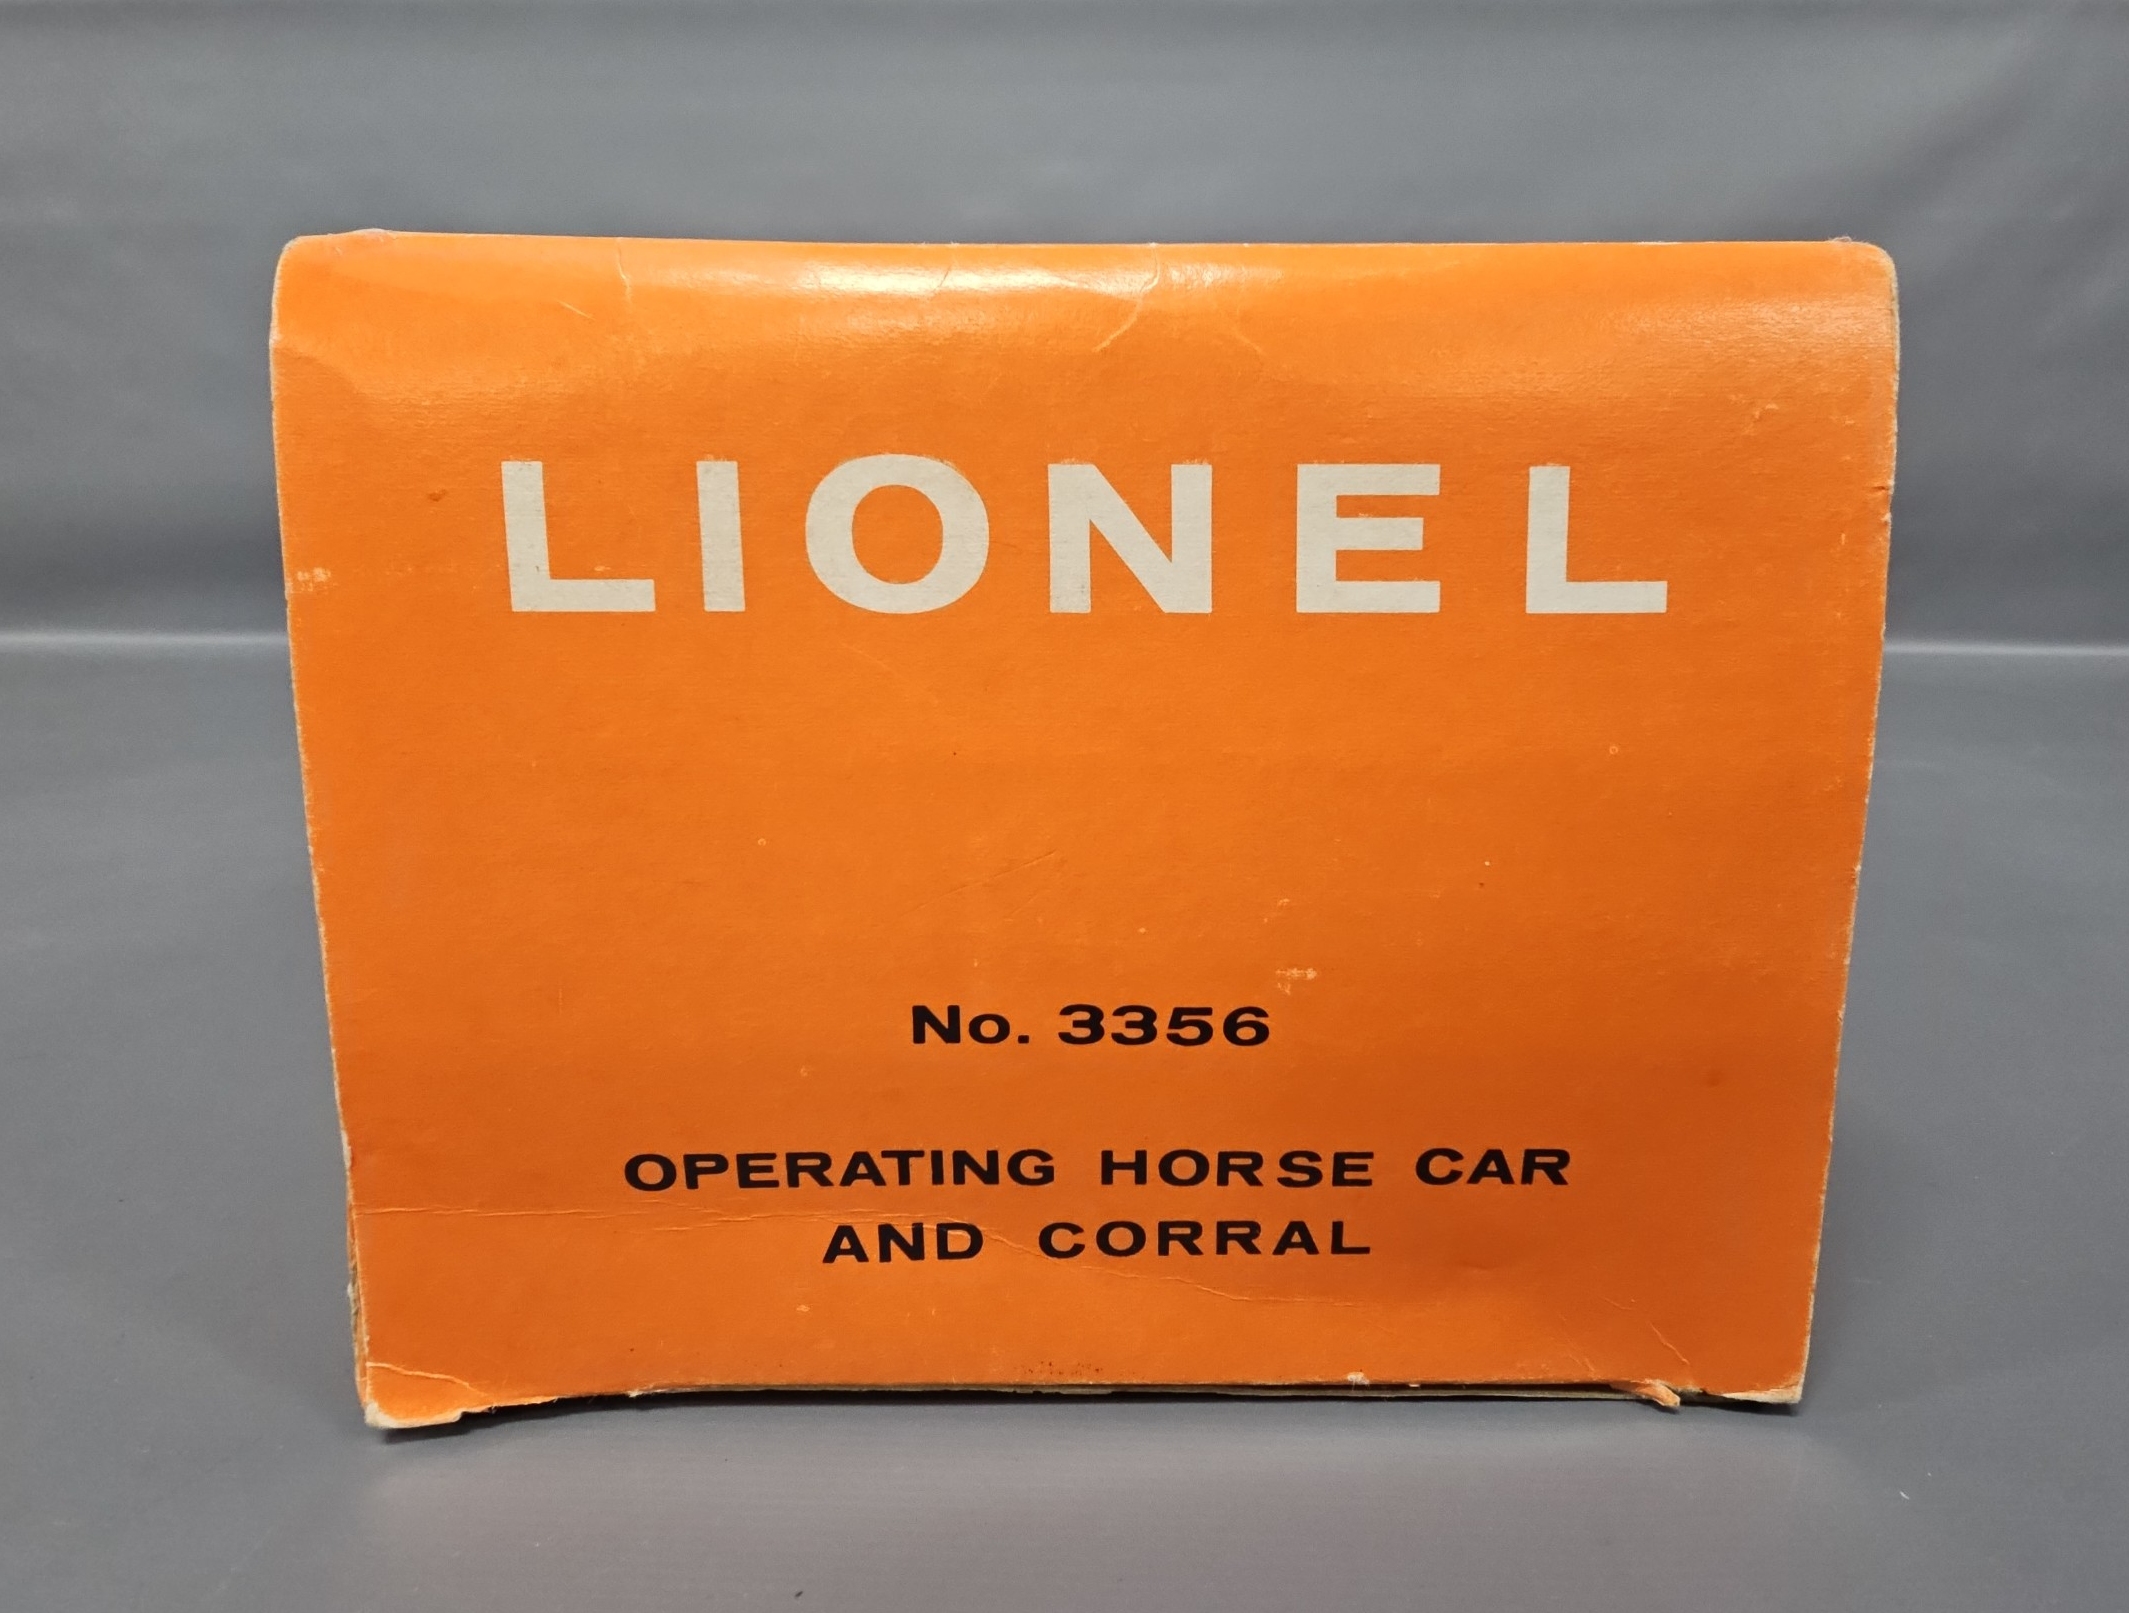 LIONEL
No. 3356
OPERATING HORSE CAR
AND CORRAL